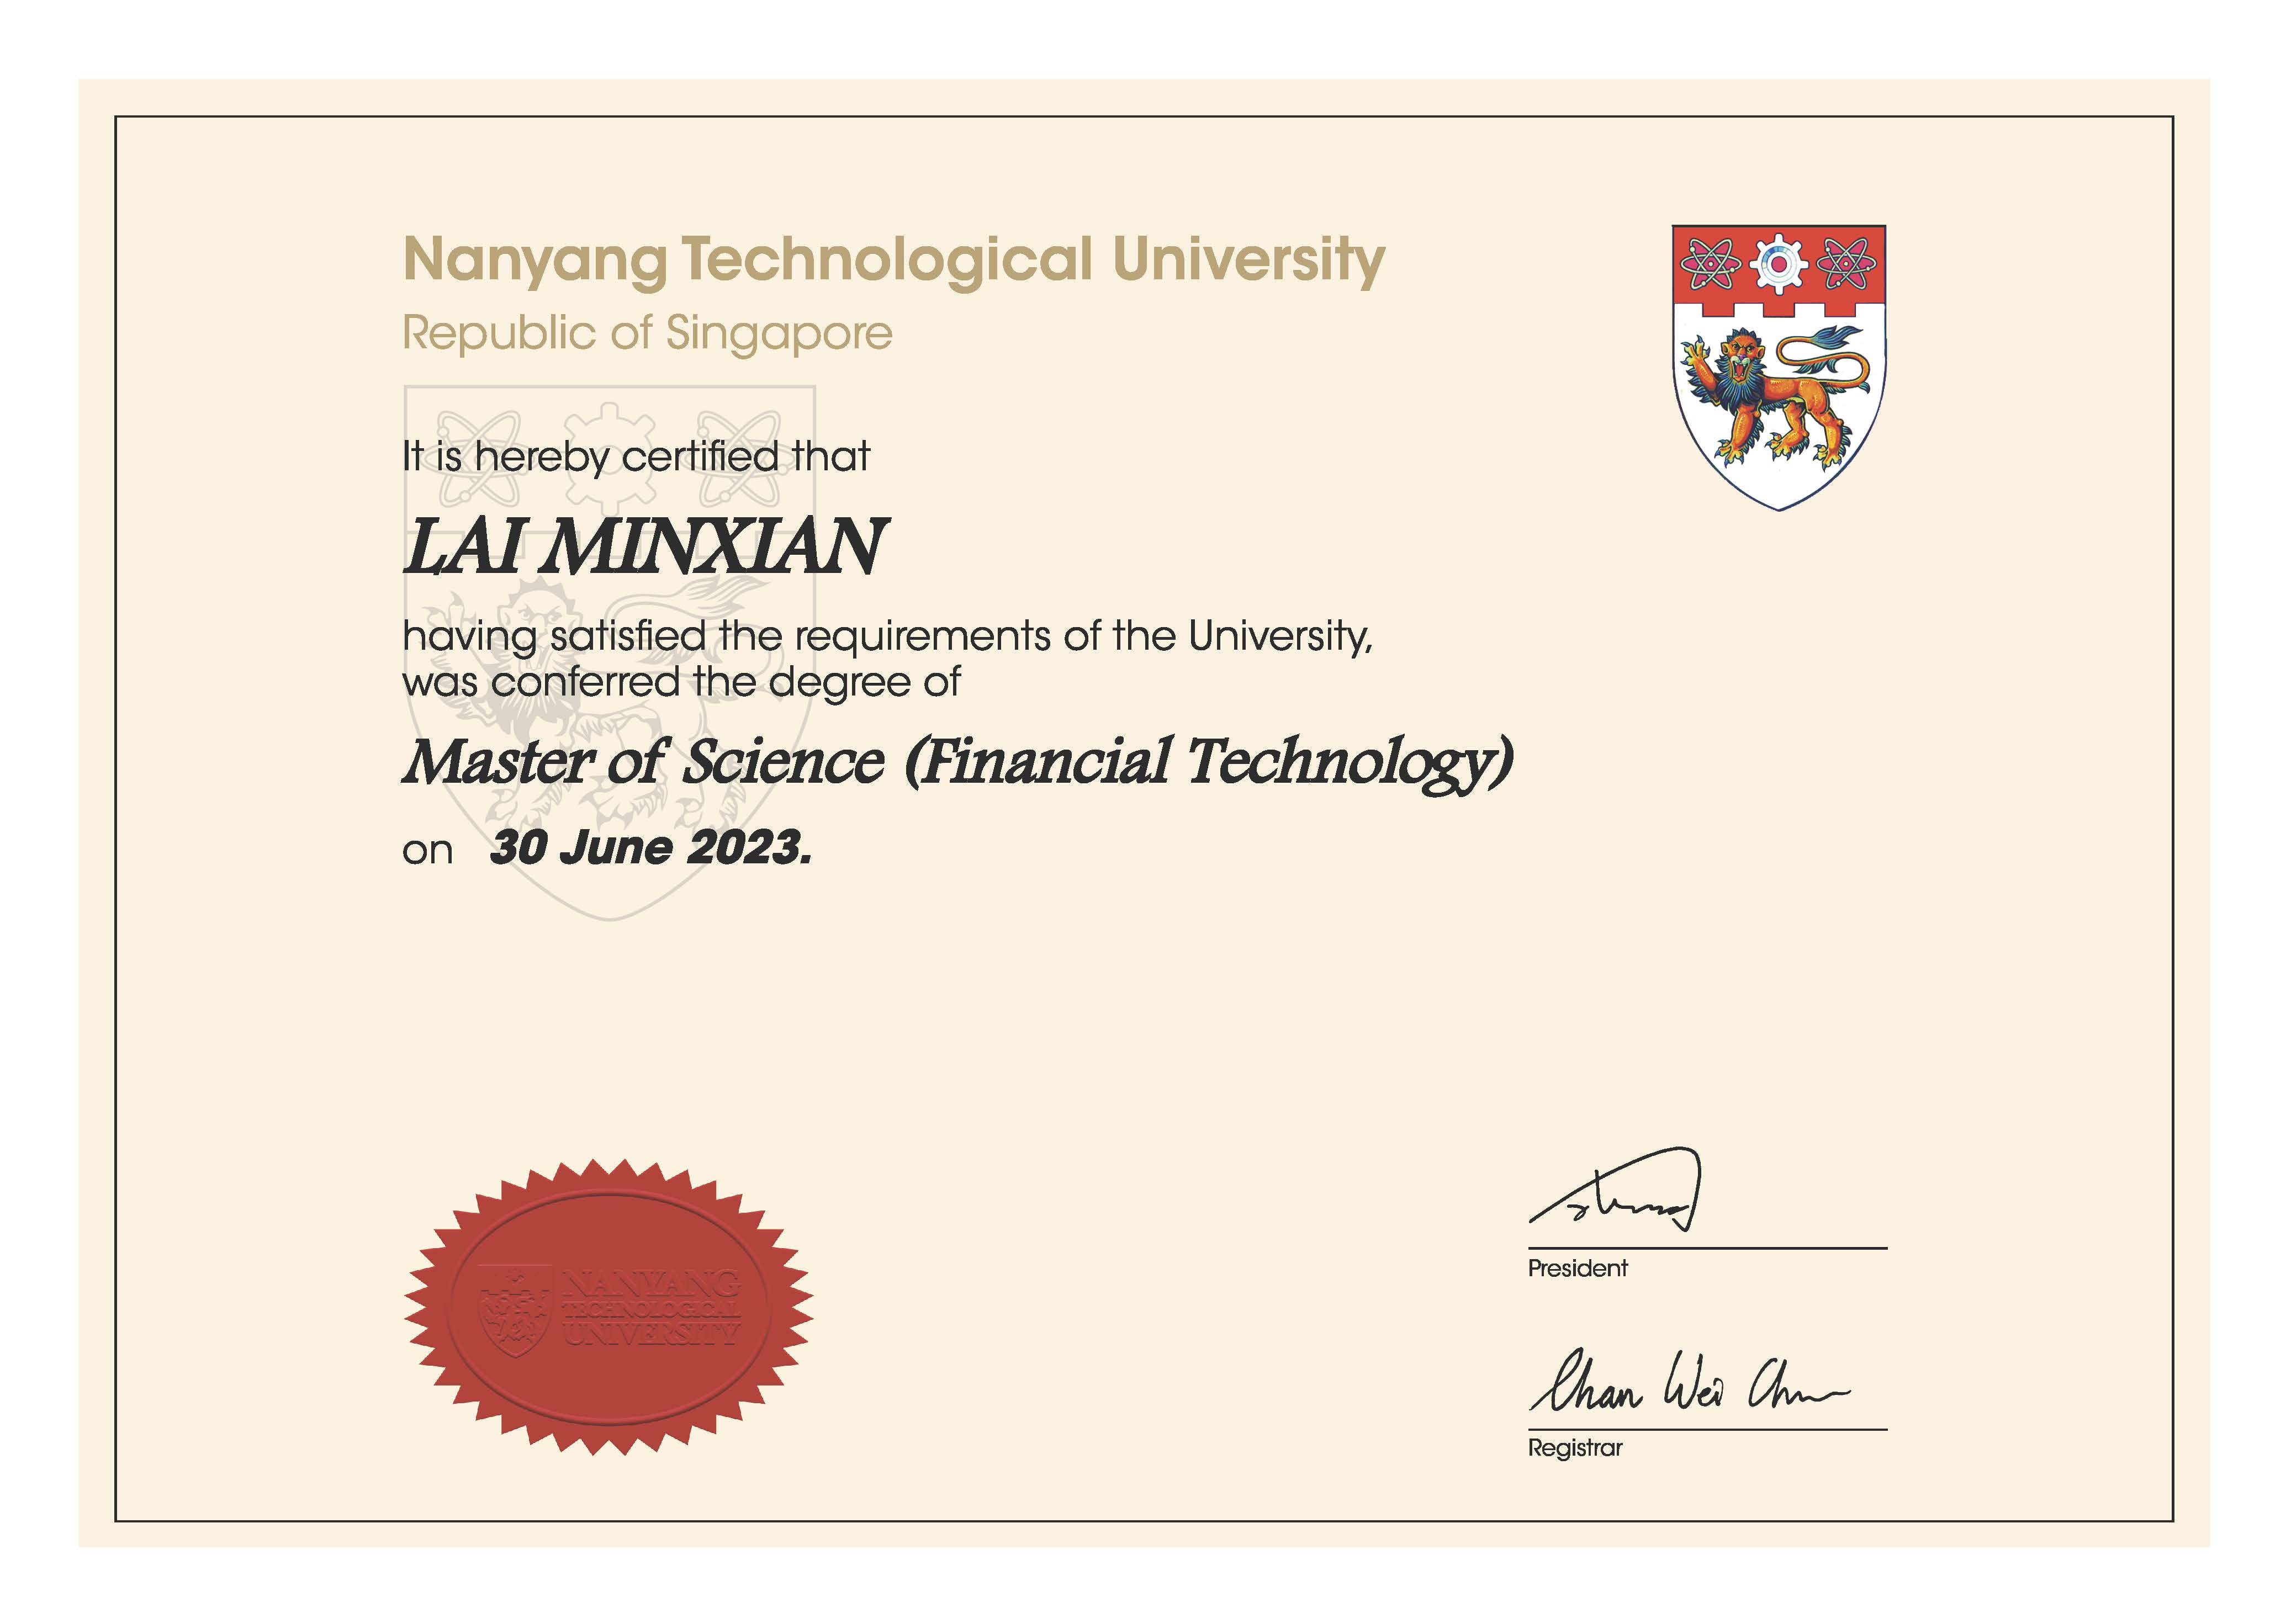 Nanyang Technological University
Republic of Singapore
It is hereby certified that
LAI MINXIAN
having satisfied the requirements of the University,
was conferred the degree of
Master of Science (Financial Technology)
on 30 June 2023.
NANYANG
TECHNOLOGICAL
UNIVERSITY
President
Chan Wei
Registrar